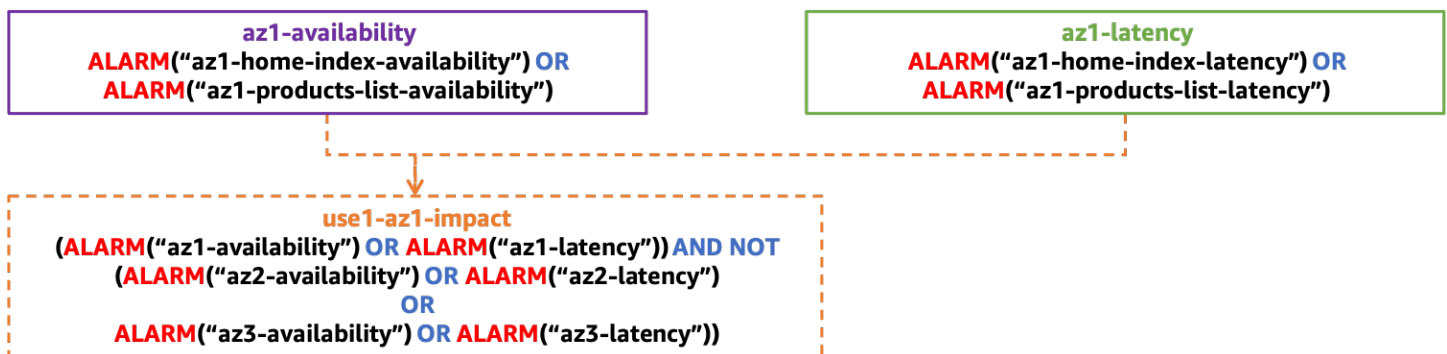 az1-availability
ALARM(“az1-home-index-availability”) OR
ALARM(“az1-products-list-availability”)
az1-latency
ALARM(“az1-home-index-latency”) OR
ALARM(“az1-products-list-latency”)
use1-az1-impact
(ALARM(“az1-availability”) OR ALARM(“az1-latency”)) AND NOT
(ALARM(“az2-availability”) OR ALARM(“az2-latency”)
OR
ALARM(“az3-availability”) OR ALARM(“az3-latency”))